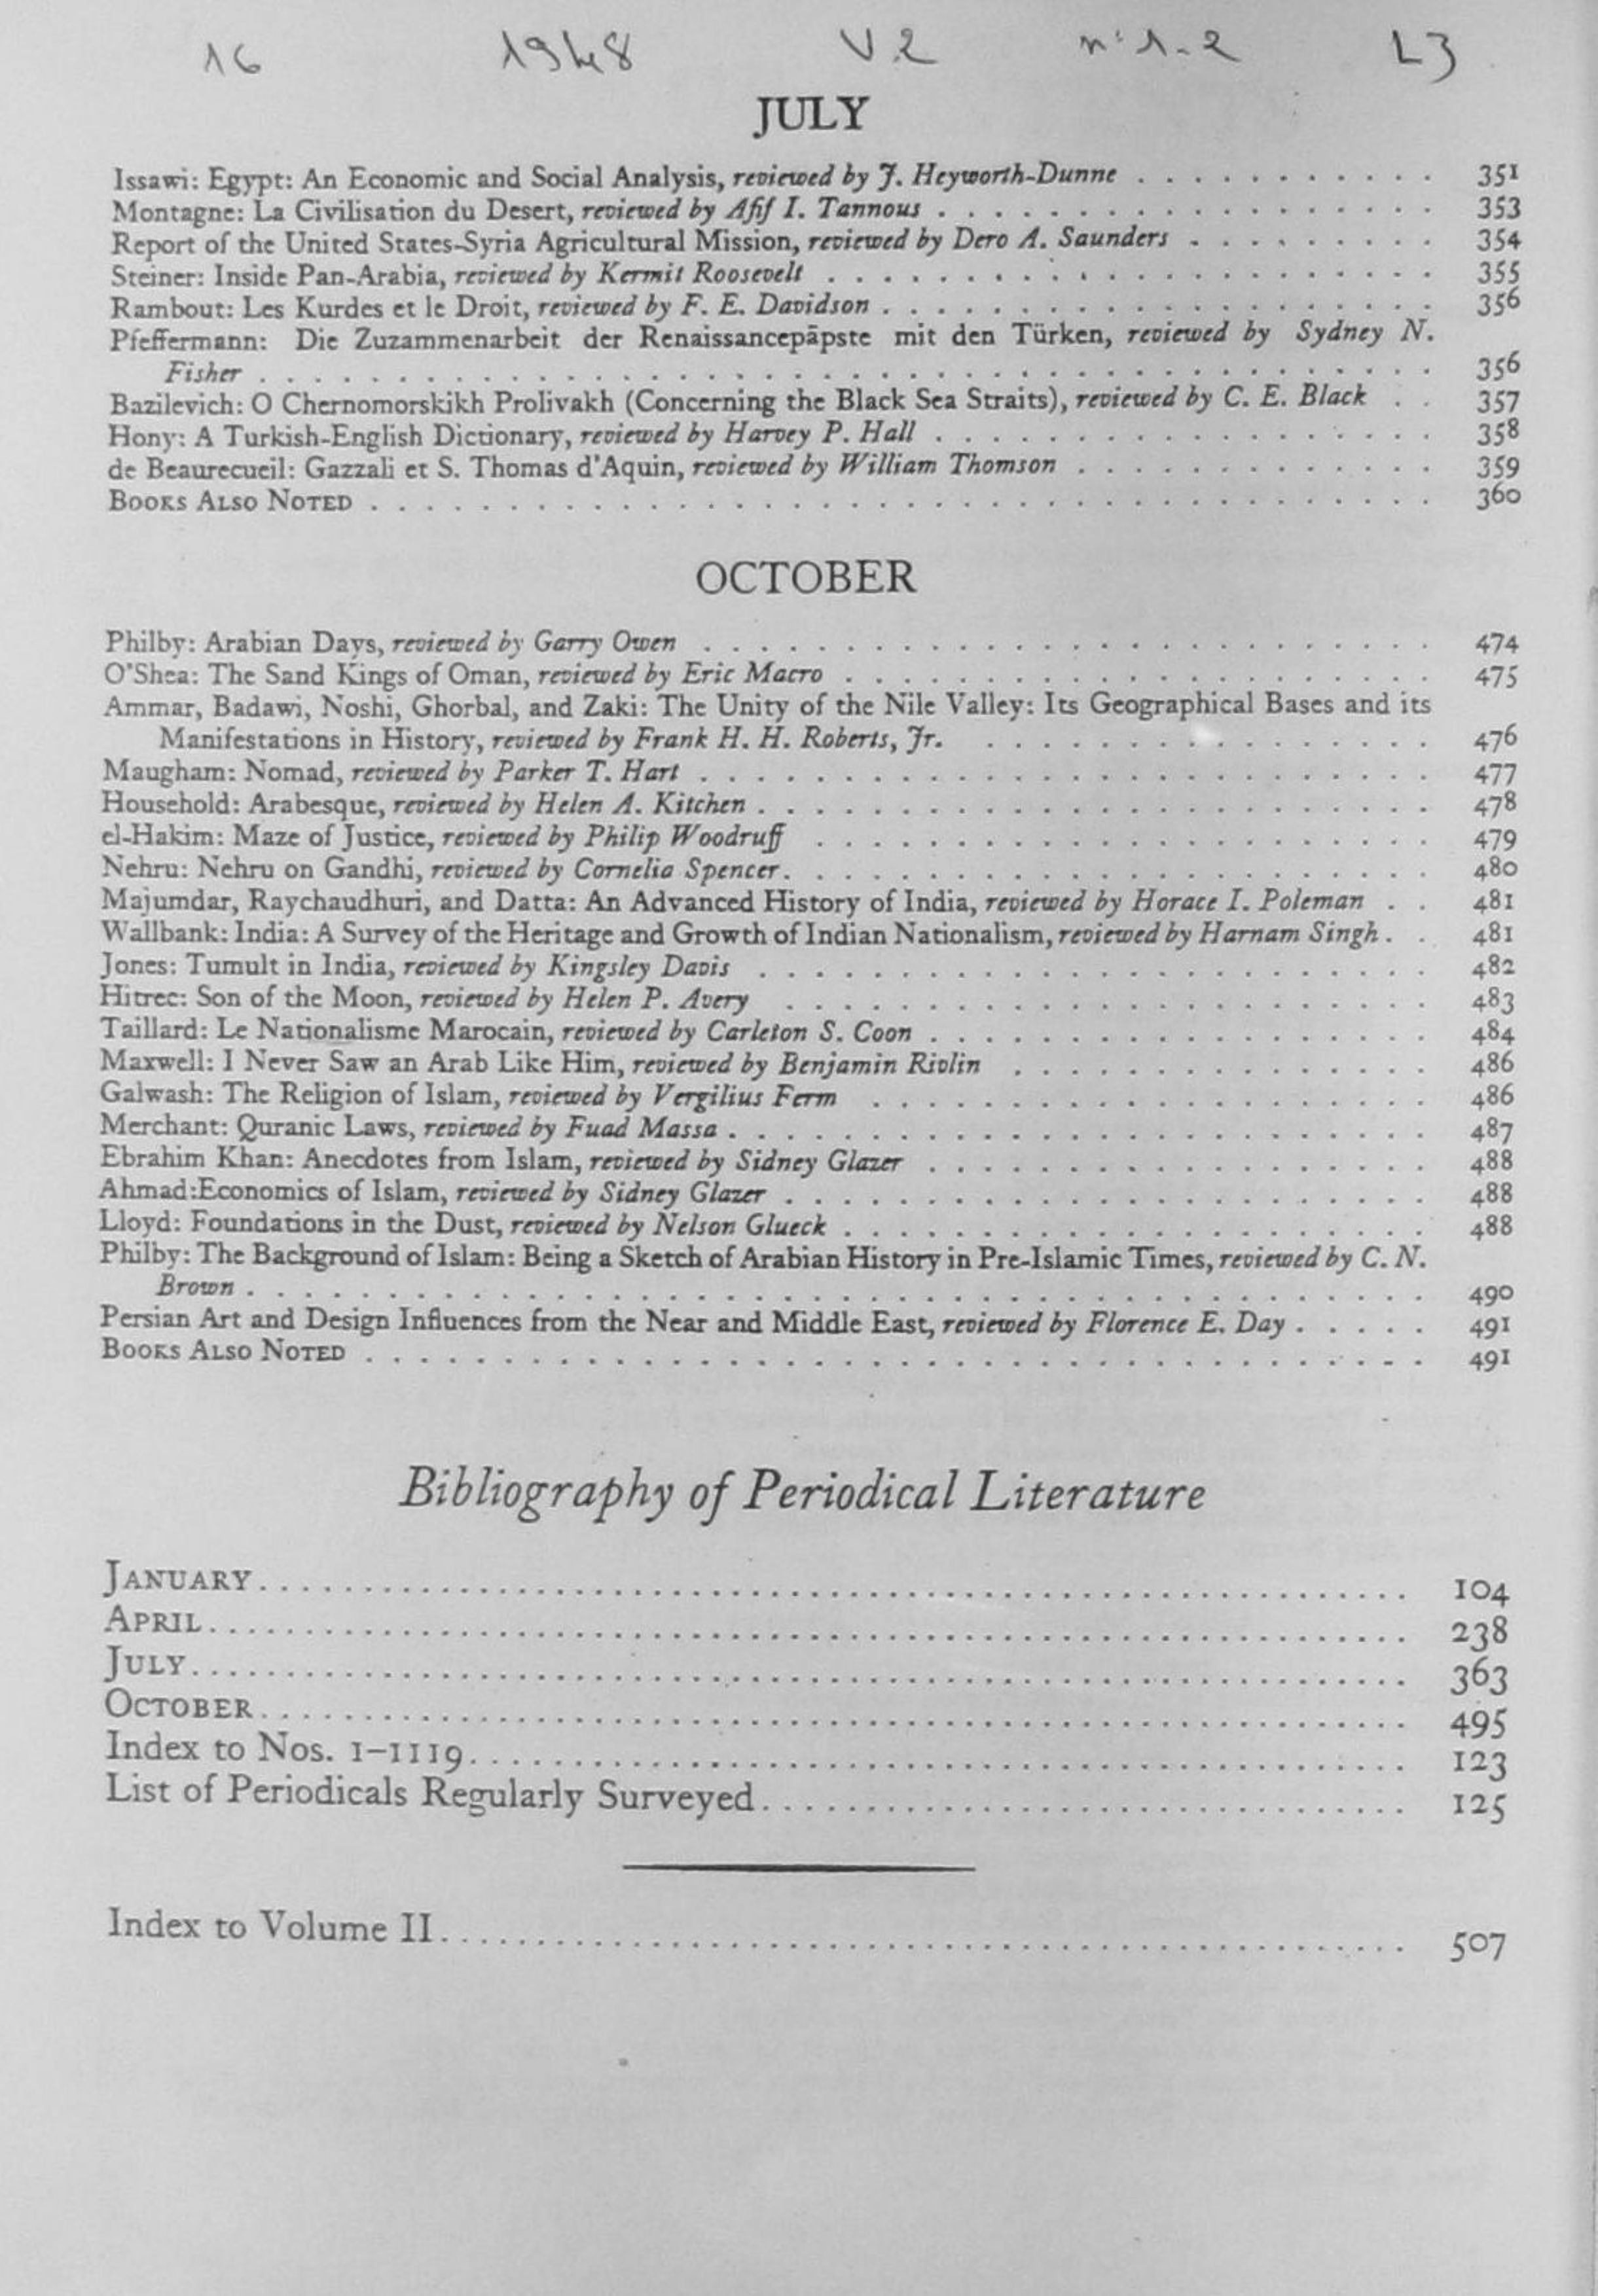 16 1948 V.2 n°1-2 L3
JULY
Issawi: Egypt: An Economic and Social Analysis, reviewed by J. Heyworth-Dunne . . . . . . . . . . . 351
Montagne: La Civilisation du Desert, reviewed by Afif I. Tannous . . . . . . . . . . . . . . . . . . 353
Report of the United States-Syria Agricultural Mission, reviewed by Dero A. Saunders . . . . . . . . . 354
Steiner: Inside Pan-Arabia, reviewed by Kermit Roosevelt . . . . . . . . . . . . . . . . . . . . . . 355
Rambout: Les Kurdes et le Droit, reviewed by F. E. Davidson . . . . . . . . . . . . . . . . . . . . 356
Pfeffermann: Die Zuzammenarbeit der Renaissancepäpste mit den Türken, reviewed by Sydney N.
Fisher . . . . . . . . . . . . . . . . . . . . . . . . . . . . . . . . . . . . . . . . . . 356
Bazilevich: O Chernomorskikh Prolivakh (Concerning the Black Sea Straits), reviewed by C. E. Black . . 357
Hony: A Turkish-English Dictionary, reviewed by Harvey P. Hall . . . . . . . . . . . . . . . . . . 358
de Beaurecueil: Gazzali et S. Thomas d'Aquin, reviewed by William Thomson . . . . . . . . . . . . . 359
BOOKS ALSO NOTED . . . . . . . . . . . . . . . . . . . . . . . . . . . . . . . . . . . . . . 360
OCTOBER
Philby: Arabian Days, reviewed by Garry Owen . . . . . . . . . . . . . . . . . . . . . . . . . . 474
O'Shea: The Sand Kings of Oman, reviewed by Eric Macro . . . . . . . . . . . . . . . . . . . . . 475
Ammar, Badawi, Noshi, Ghorbal, and Zaki: The Unity of the Nile Valley: Its Geographical Bases and its
Manifestations in History, reviewed by Frank H. H. Roberts, Jr. . . . . . . . . . . . . . . . . 476
Maugham: Nomad, reviewed by Parker T. Hart . . . . . . . . . . . . . . . . . . . . . . . . . . 477
Household: Arabesque, reviewed by Helen A. Kitchen . . . . . . . . . . . . . . . . . . . . . . . . 478
el-Hakim: Maze of Justice, reviewed by Philip Woodruff . . . . . . . . . . . . . . . . . . . . . . 479
Nehru: Nehru on Gandhi, reviewed by Cornelia Spencer. . . . . . . . . . . . . . . . . . . . . . . 480
Majumdar, Raychaudhuri, and Datta: An Advanced History of India, reviewed by Horace I. Poleman . . 481
Wallbank: India: A Survey of the Heritage and Growth of Indian Nationalism, reviewed by Harnam Singh . . 481
Jones: Tumult in India, reviewed by Kingsley Davis . . . . . . . . . . . . . . . . . . . . . . . . 482
Hitrec: Son of the Moon, reviewed by Helen P. Avery . . . . . . . . . . . . . . . . . . . . . . . 483
Taillard: Le Nationalisme Marocain, reviewed by Carleton S. Coon . . . . . . . . . . . . . . . . . . 484
Maxwell: I Never Saw an Arab Like Him, reviewed by Benjamin Rivlin . . . . . . . . . . . . . . . 486
Galwash: The Religion of Islam, reviewed by Vergilius Ferm . . . . . . . . . . . . . . . . . . . . 486
Merchant: Quranic Laws, reviewed by Fuad Massa . . . . . . . . . . . . . . . . . . . . . . . . . 487
Ebrahim Khan: Anecdotes from Islam, reviewed by Sidney Glazer . . . . . . . . . . . . . . . . . . 488
Ahmad:Economics of Islam, reviewed by Sidney Glazer . . . . . . . . . . . . . . . . . . . . . . . 488
Lloyd: Foundations in the Dust, reviewed by Nelson Glueck . . . . . . . . . . . . . . . . . . . . . 488
Philby: The Background of Islam: Being a Sketch of Arabian History in Pre-Islamic Times, reviewed by C. N.
Brown . . . . . . . . . . . . . . . . . . . . . . . . . . . . . . . . . . . . . . . . . . 490
Persian Art and Design Influences from the Near and Middle East, reviewed by Florence E. Day . . . . . 491
BOOKS ALSO NOTED . . . . . . . . . . . . . . . . . . . . . . . . . . . . . . . . . . . . . . 491
Bibliography of Periodical Literature
JANUARY. . . . . . . . . . . . . . . . . . . . . . . . . . . . . . . . . . . . 104
APRIL. . . . . . . . . . . . . . . . . . . . . . . . . . . . . . . . . . . . . . 238
JULY. . . . . . . . . . . . . . . . . . . . . . . . . . . . . . . . . . . . . . . 363
OCTOBER. . . . . . . . . . . . . . . . . . . . . . . . . . . . . . . . . . . . 495
Index to Nos. 1–1119. . . . . . . . . . . . . . . . . . . . . . . . . . . . . . 123
List of Periodicals Regularly Surveyed. . . . . . . . . . . . . . . . . . . . 125
Index to Volume II. . . . . . . . . . . . . . . . . . . . . . . . . . . . . . . 507